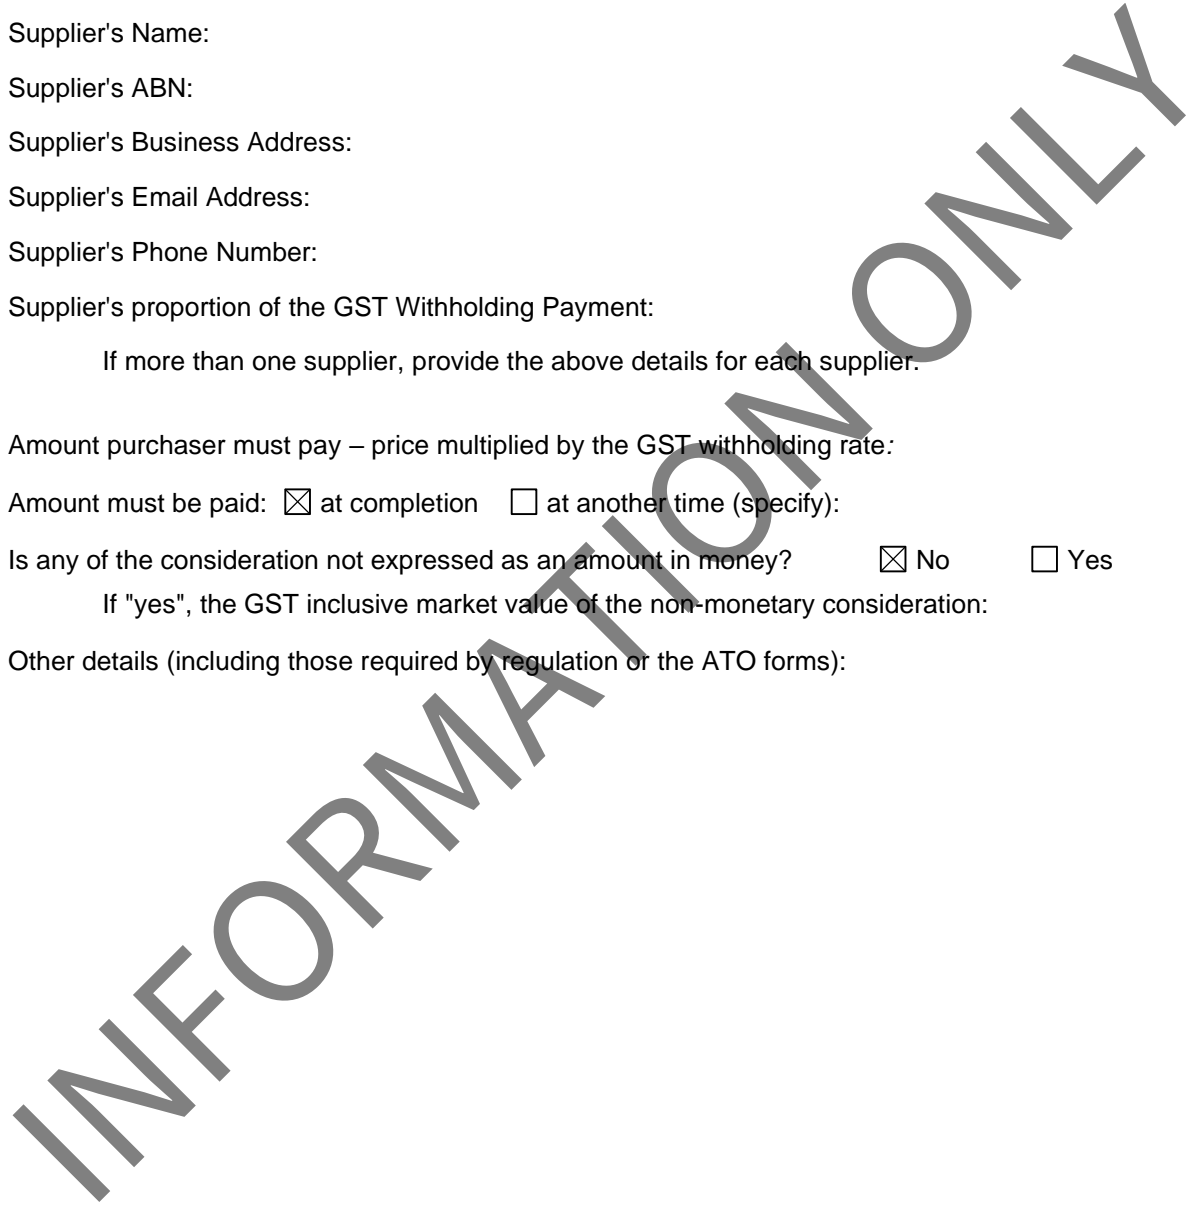 Supplier's Name:
Supplier's ABN:
Supplier's Business Address:
Supplier's Email Address:
Supplier's Phone Number:
Supplier's proportion of the GST Withholding Payment:
If more than one supplier, provide the above details for each supplier.
Amount purchaser must pay – price multiplied by the GST withholding rate:
Amount must be paid: ☒ at completion ☐ at another time (specify):
Is any of the consideration not expressed as an amount in money? ☒ No ☐ Yes
If "yes", the GST inclusive market value of the non-monetary consideration:
Other details (including those required by regulation or the ATO forms):
INFORMATION ONLY